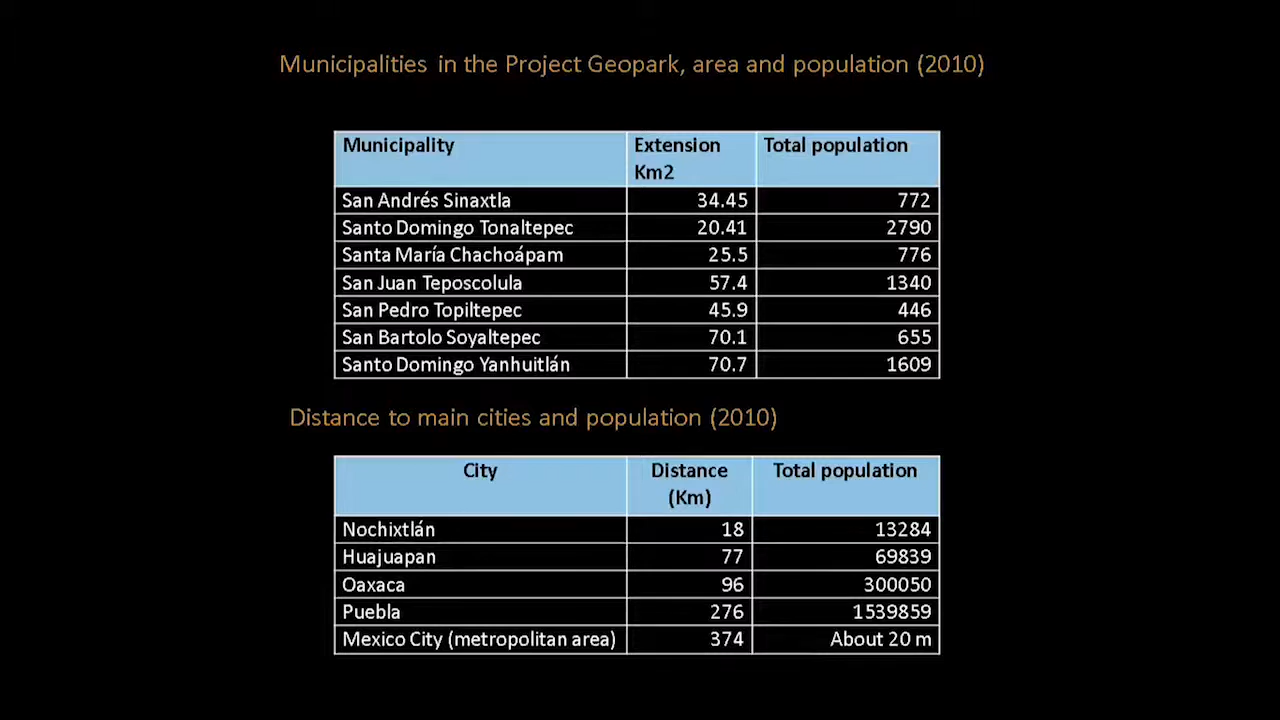 Municipalities in the Project Geopark, area and population (2010)
Municipality Extension Km2 Total population
San Andrés Sinaxtla 34.45 772
Santo Domingo Tonaltepec 20.41 2790
Santa María Chachoápam 25.5 776
San Juan Teposcolula 57.4 1340
San Pedro Topiltepec 45.9 446
San Bartolo Soyaltepec 70.1 655
Santo Domingo Yanhuitlán 70.7 1609
Distance to main cities and population (2010)
City Distance (Km) Total population
Nochixtlán 18 13284
Huajuapan 77 69839
Oaxaca 96 300050
Puebla 276 1539859
Mexico City (metropolitan area) 374 About 20 m